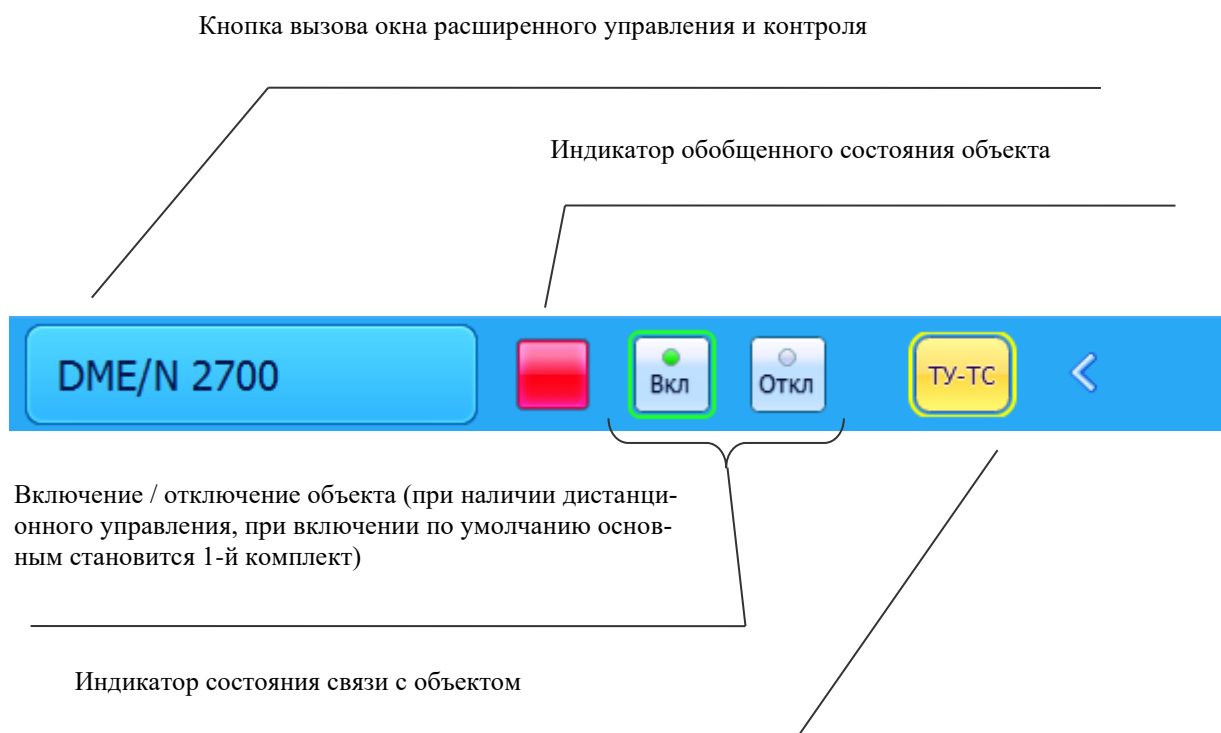 Кнопка вызова окна расширенного управления и контроля
Индикатор обобщенного состояния объекта
DME/N 2700
Вкл
Откл
ТУ-ТС
Включение / отключение объекта (при наличии дистанци-
онного управления, при включении по умолчанию основ-
ным становится 1-й комплект)
Индикатор состояния связи с объектом